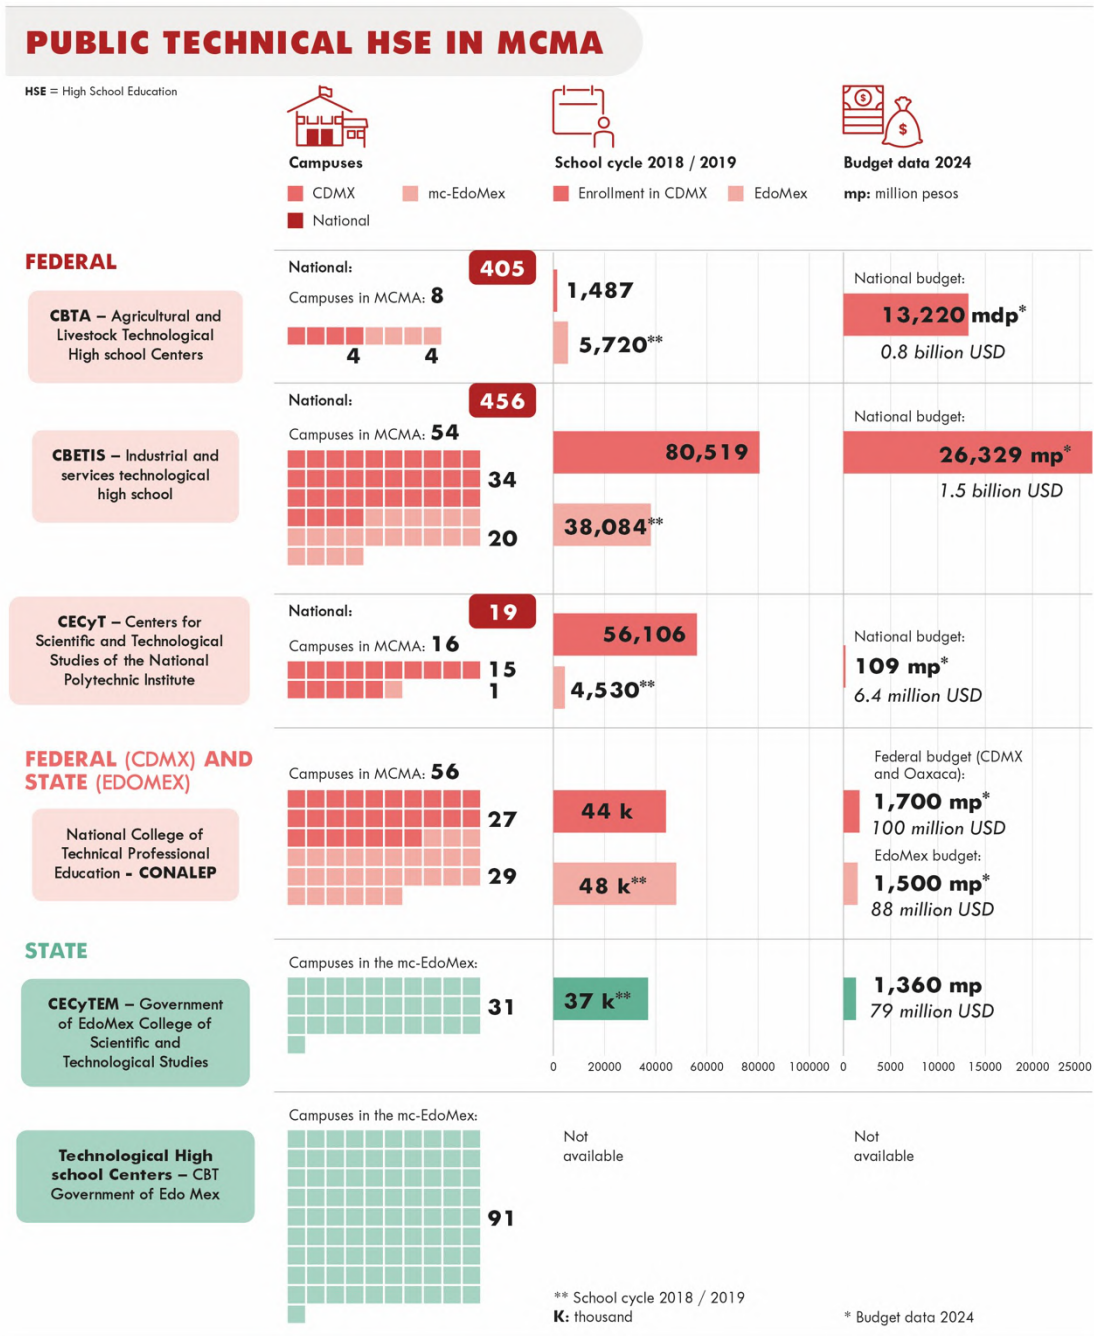 PUBLIC TECHNICAL HSE IN MCMA
HSE = High School Education
Campuses
CDMX
mc-EdoMex
National
School cycle 2018 / 2019
Enrollment in CDMX
EdoMex
Budget data 2024
mp: million pesos
FEDERAL
CBTA – Agricultural and
Livestock Technological
High school Centers
National:
405
Campuses in MCMA: 8
4
4
1,487
5,720**
National budget:
13,220 mdp*
0.8 billion USD
CBETIS – Industrial and
services technological
high school
National:
456
Campuses in MCMA: 54
34
20
80,519
38,084**
National budget:
26,329 mp*
1.5 billion USD
CECyT – Centers for
Scientific and Technological
Studies of the National
Polytechnic Institute
National:
19
Campuses in MCMA: 16
15
1
56,106
4,530**
National budget:
109 mp*
6.4 million USD
FEDERAL (CDMX) AND
STATE (EDOMEX)
National College of
Technical Professional
Education - CONALEP
Campuses in MCMA: 56
27
29
44 k
48 k**
Federal budget (CDMX
and Oaxaca):
1,700 mp*
100 million USD
EdoMex budget:
1,500 mp*
88 million USD
STATE
CECyTEM – Government
of EdoMex College of
Scientific and
Technological Studies
Campuses in the mc-EdoMex:
31
37 k**
1,360 mp
79 million USD
0 20000 40000 60000 80000 100000
0 5000 10000 15000 20000 25000
Technological High
school Centers – CBT
Government of Edo Mex
Campuses in the mc-EdoMex:
91
Not
available
Not
available
** School cycle 2018 / 2019
K: thousand
* Budget data 2024